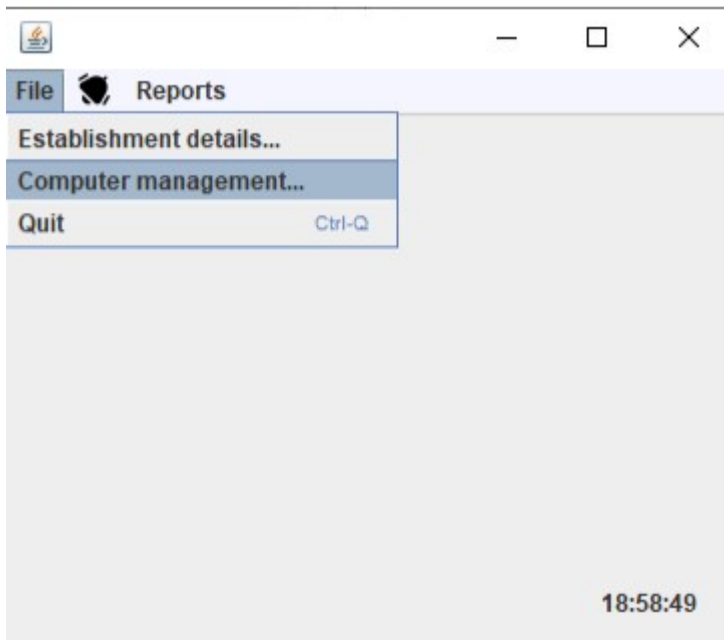 File Reports
Establishment details...
Computer management...
Quit Ctrl-Q
18:58:49